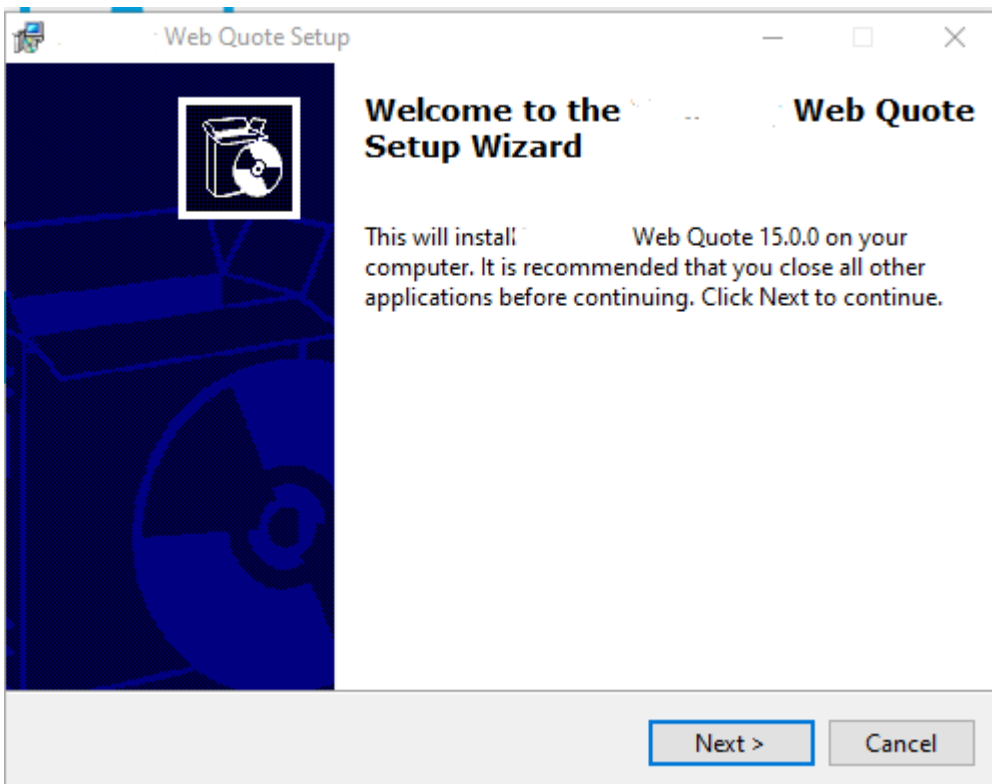 Web Quote Setup
Welcome to the Web Quote
Setup Wizard
This will install Web Quote 15.0.0 on your
computer. It is recommended that you close all other
applications before continuing. Click Next to continue.
Next >
Cancel